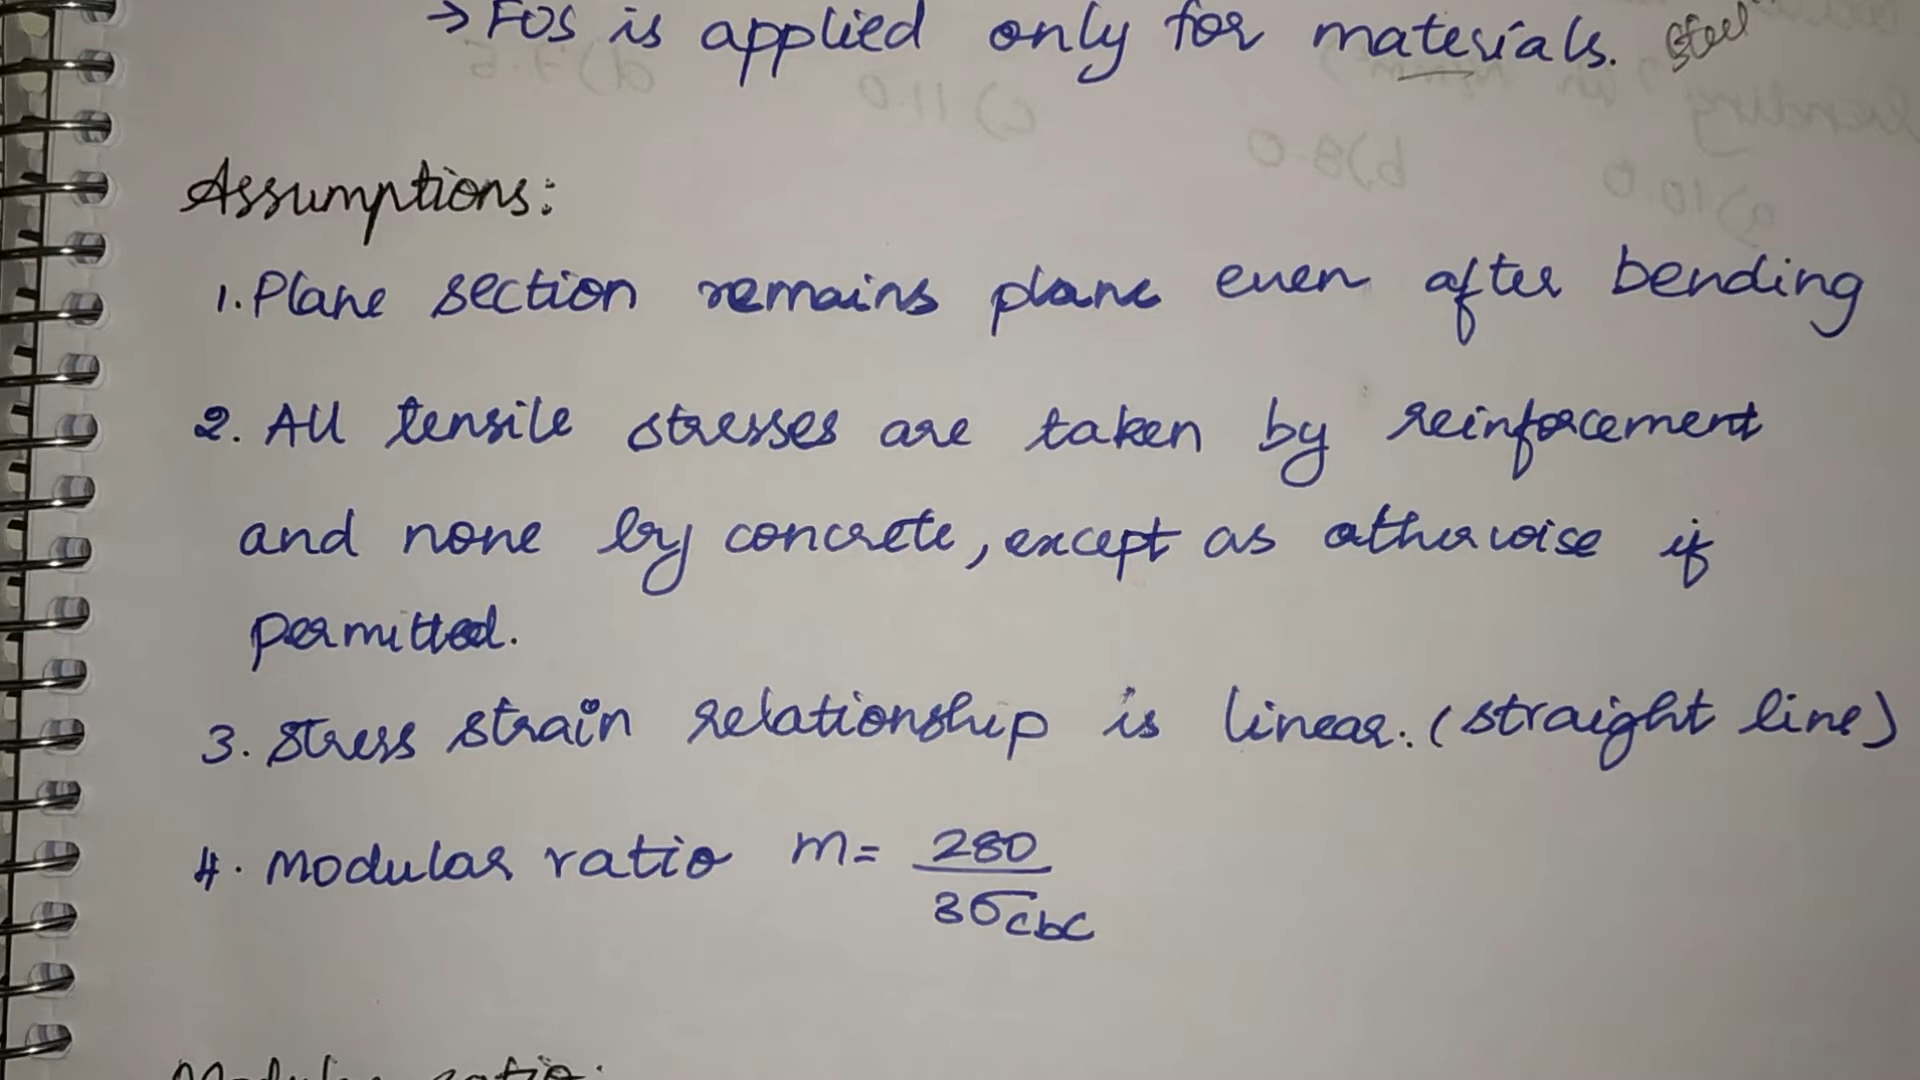 → FOS is applied only for materials. steel
Assumptions:
1. Plane section remains plane even after bending
2. All tensile stresses are taken by reinforcement
and none by concrete, except as otherwise if
permitted.
3. Stress strain relationship is linear. (straight line)
4. Modular ratio m = 280
3σcbc
Modular ratio: